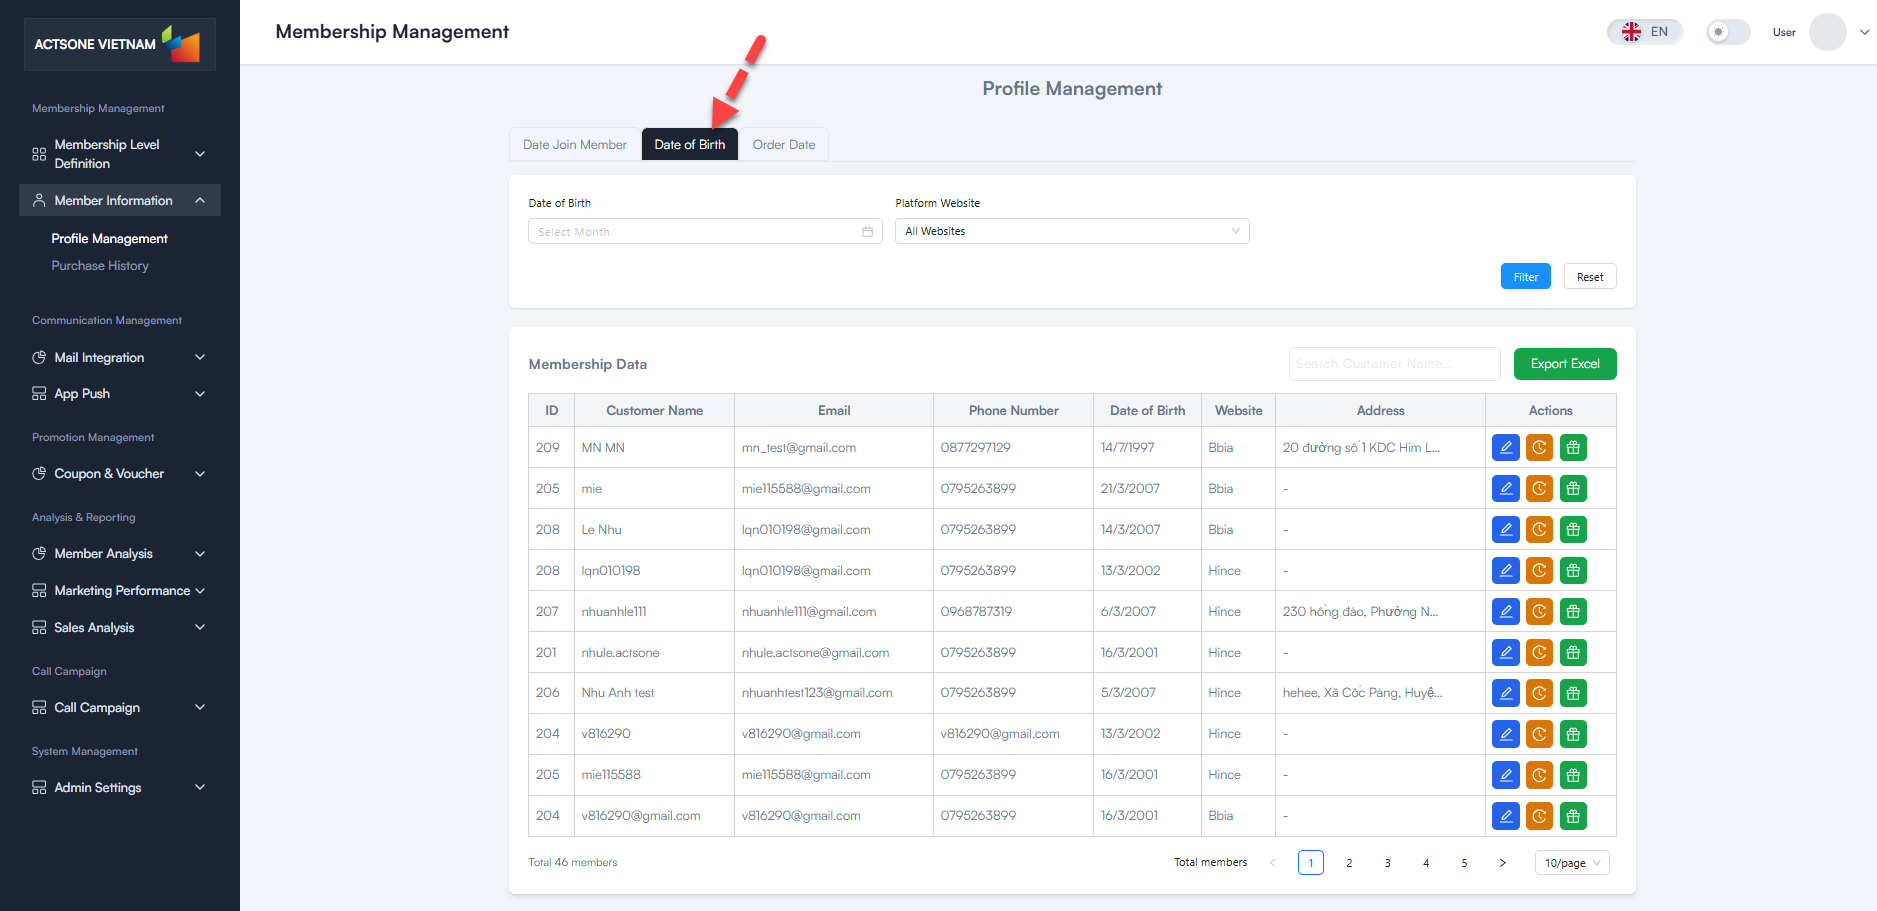 ACTSONE VIETNAM
Membership Management
Membership Level
Definition
Member Information
Profile Management
Purchase History
Communication Management
Mail Integration
App Push
Promotion Management
Coupon & Voucher
Analysis & Reporting
Member Analysis
Marketing Performance
Sales Analysis
Call Campaign
Call Campaign
System Management
Admin Settings
Membership Management
EN
User
Profile Management
Date Join Member Date of Birth Order Date
Date of Birth Platform Website
Select Month All Websites
Filter Reset
Membership Data Search Customer Name... Export Excel
ID Customer Name Email Phone Number Date of Birth Website Address Actions
209 MN MN mn_test@gmail.com 0877297129 14/7/1997 Bbia 20 đường số 1 KDC Him L...
205 mie mie115588@gmail.com 0795263899 21/3/2007 Bbia -
208 Le Nhu lqn010198@gmail.com 0795263899 14/3/2007 Bbia -
208 lqn010198 lqn010198@gmail.com 0795263899 13/3/2002 Hince -
207 nhuanhle111 nhuanhle111@gmail.com 0968787319 6/3/2007 Hince 230 hồng đào, Phường N...
201 nhule.actsone nhule.actsone@gmail.com 0795263899 16/3/2001 Hince -
206 Nhu Anh test nhuanhtest123@gmail.com 0795263899 5/3/2007 Hince hehee, Xã Cốc Pàng, Huyệ...
204 v816290 v816290@gmail.com v816290@gmail.com 13/3/2002 Hince -
205 mie115588 mie115588@gmail.com 0795263899 16/3/2001 Hince -
204 v816290@gmail.com v816290@gmail.com 0795263899 16/3/2001 Bbia -
Total 46 members Total members < 1 2 3 4 5 > 10/page